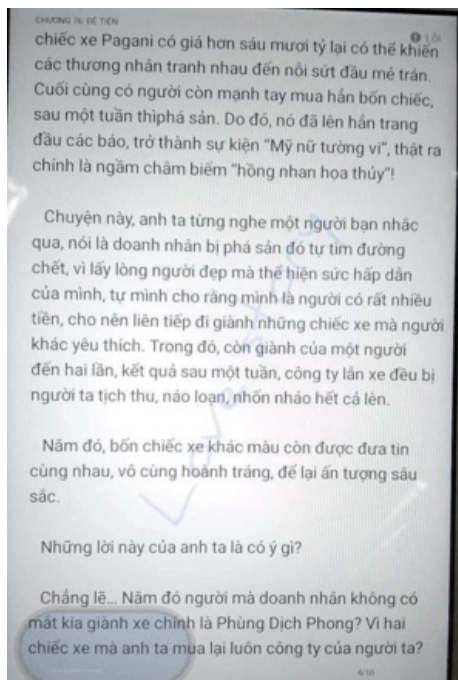 CHƯƠNG 76: ĐÊ TIỆN
Lỗi
chiếc xe Pagani có giá hơn sáu mươi tỷ lại có thể khiến
các thương nhân tranh nhau đến nỗi sứt đầu mẻ trán.
Cuối cùng có người còn mạnh tay mua hẳn bốn chiếc,
sau một tuần thìphá sản. Do đó, nó đã lên hẳn trang
đầu các báo, trở thành sự kiện "Mỹ nữ tường vi", thật ra
chính là ngầm châm biếm "hồng nhan họa thủy"!
Chuyện này, anh ta từng nghe một người bạn nhắc
qua, nói là doanh nhân bị phá sản đó tự tìm đường
chết, vì lấy lòng người đẹp mà thể hiện sức hấp dẫn
của mình, tự mình cho rằng mình là người có rất nhiều
tiền, cho nên liên tiếp đi giành những chiếc xe mà người
khác yêu thích. Trong đó, còn giành của một người
đến hai lần, kết quả sau một tuần, công ty lẫn xe đều bị
người ta tịch thu, náo loạn, nhốn nháo hết cả lên.
Năm đó, bốn chiếc xe khác màu còn được đưa tin
cùng nhau, vô cùng hoành tráng, để lại ấn tượng sâu
sắc.
Những lời này của anh ta là có ý gì?
Chẳng lẽ... Năm đó người mà doanh nhân không có
mắt kia giành xe chính là Phùng Dịch Phong? Vì hai
chiếc xe mà anh ta mua lại luôn công ty của người ta?
4/10